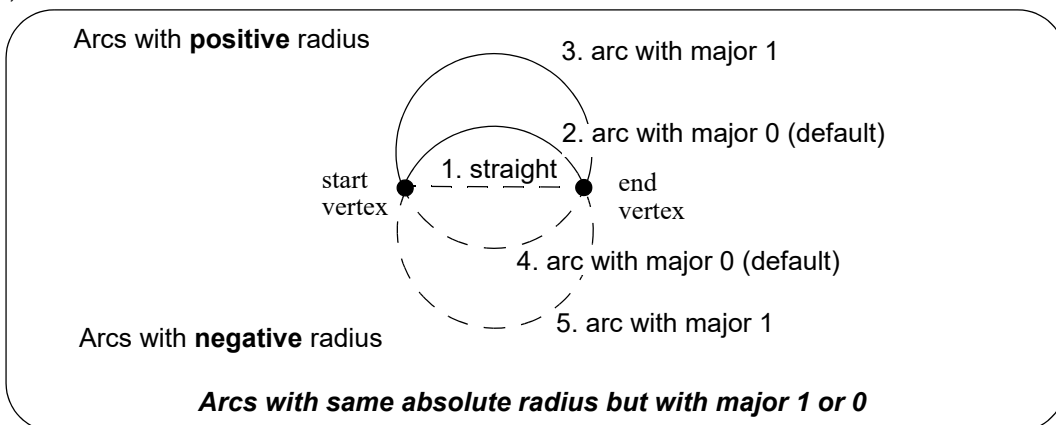 Arcs with positive radius
3. arc with major 1
2. arc with major 0 (default)
1. straight
start
vertex
end
vertex
4. arc with major 0 (default)
5. arc with major 1
Arcs with negative radius
Arcs with same absolute radius but with major 1 or 0